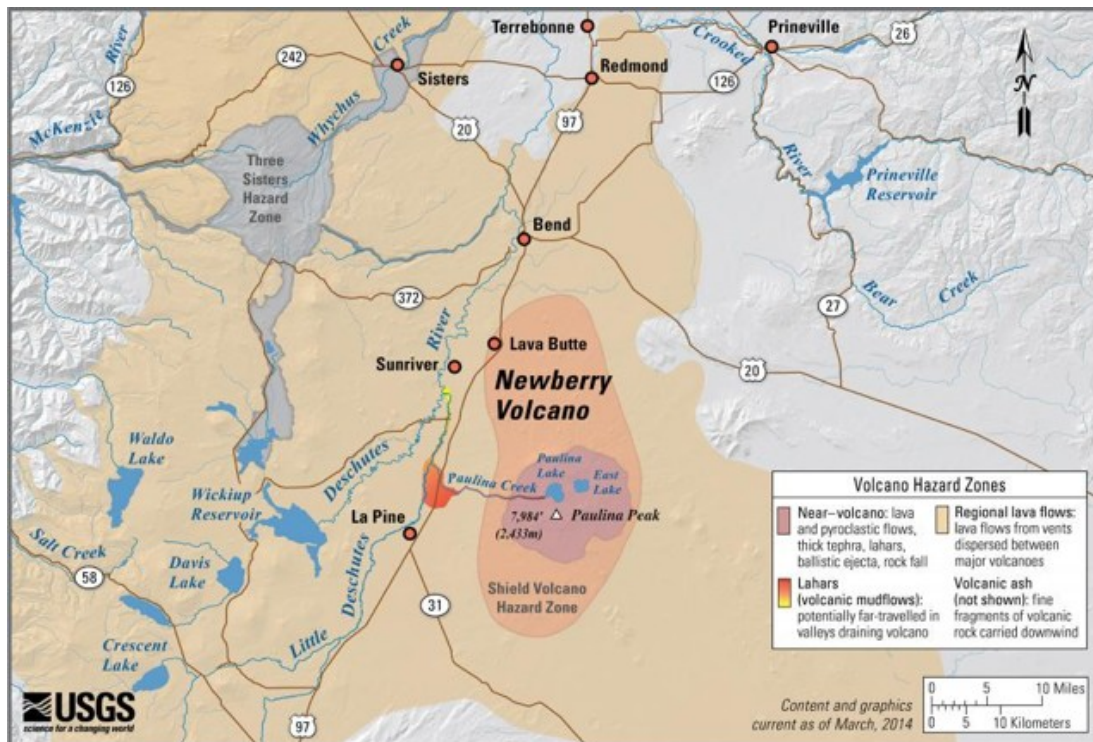 Terrebonne
Prineville
26
River
242
Creek
Sisters
Redmond
Crooked
126
126
McKenzie
Whychus
20
97
River
Three
Sisters
Hazard
Zone
Prineville
Reservoir
Bend
372
River
Bear Creek
27
Lava Butte
Sunriver
Newberry
Volcano
20
Waldo
Lake
Deschutes
Wickiup
Reservoir
Paulina Creek
Paulina
Lake
East
Lake
7,984'
(2,433m)
Paulina Peak
La Pine
Salt Creek
58
Davis
Lake
Deschutes
Shield Volcano
Hazard Zone
31
Little
Crescent
Lake
97
N
Volcano Hazard Zones
Near–volcano: lava
and pyroclastic flows,
thick tephra, lahars,
ballistic ejecta, rock fall
Lahars
(volcanic mudflows):
potentially far-travelled in
valleys draining volcano
Regional lava flows:
lava flows from vents
dispersed between
major volcanoes
Volcanic ash
(not shown): fine
fragments of volcanic
rock carried downwind
USGS
science for a changing world
Content and graphics
current as of March, 2014
0 5 10 Miles
0 5 10 Kilometers